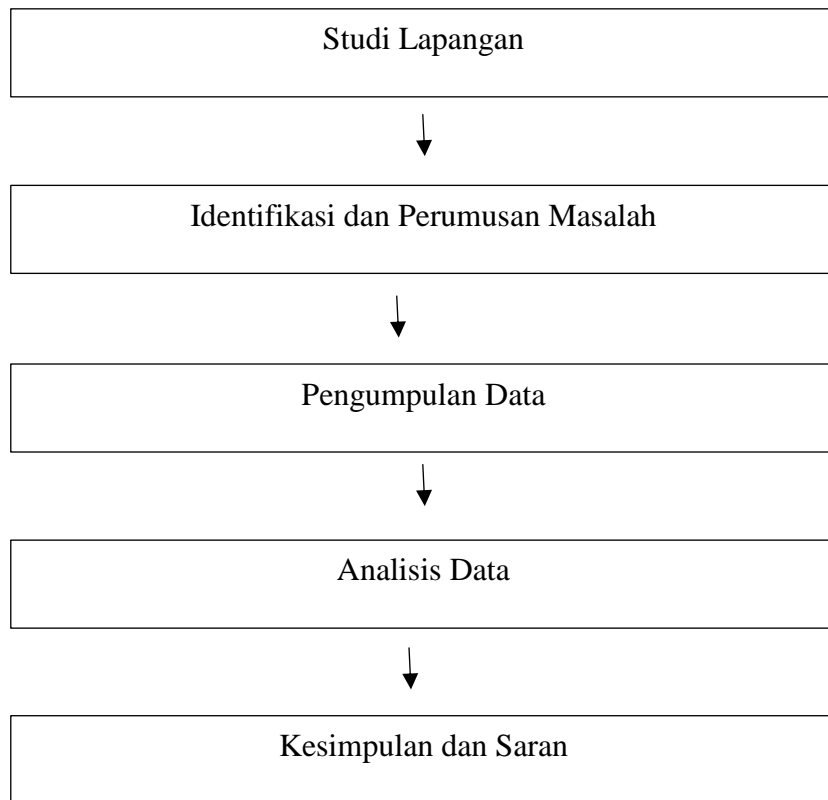 Studi Lapangan
Identifikasi dan Perumusan Masalah
Pengumpulan Data
Analisis Data
Kesimpulan dan Saran